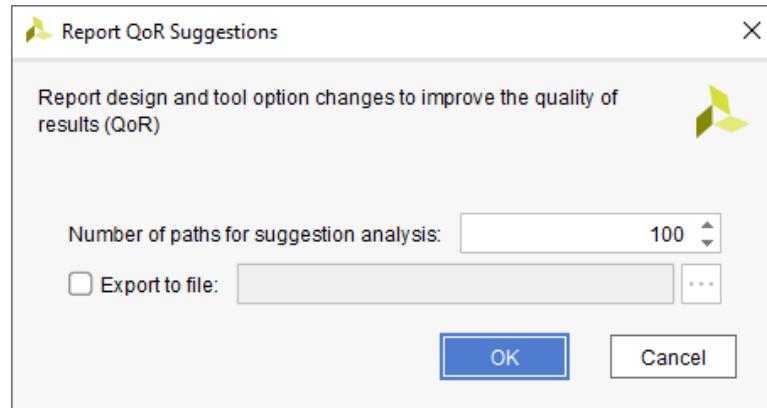 Report QoR Suggestions
Report design and tool option changes to improve the quality of
results (QoR)
Number of paths for suggestion analysis: 100
Export to file: ...
OK Cancel